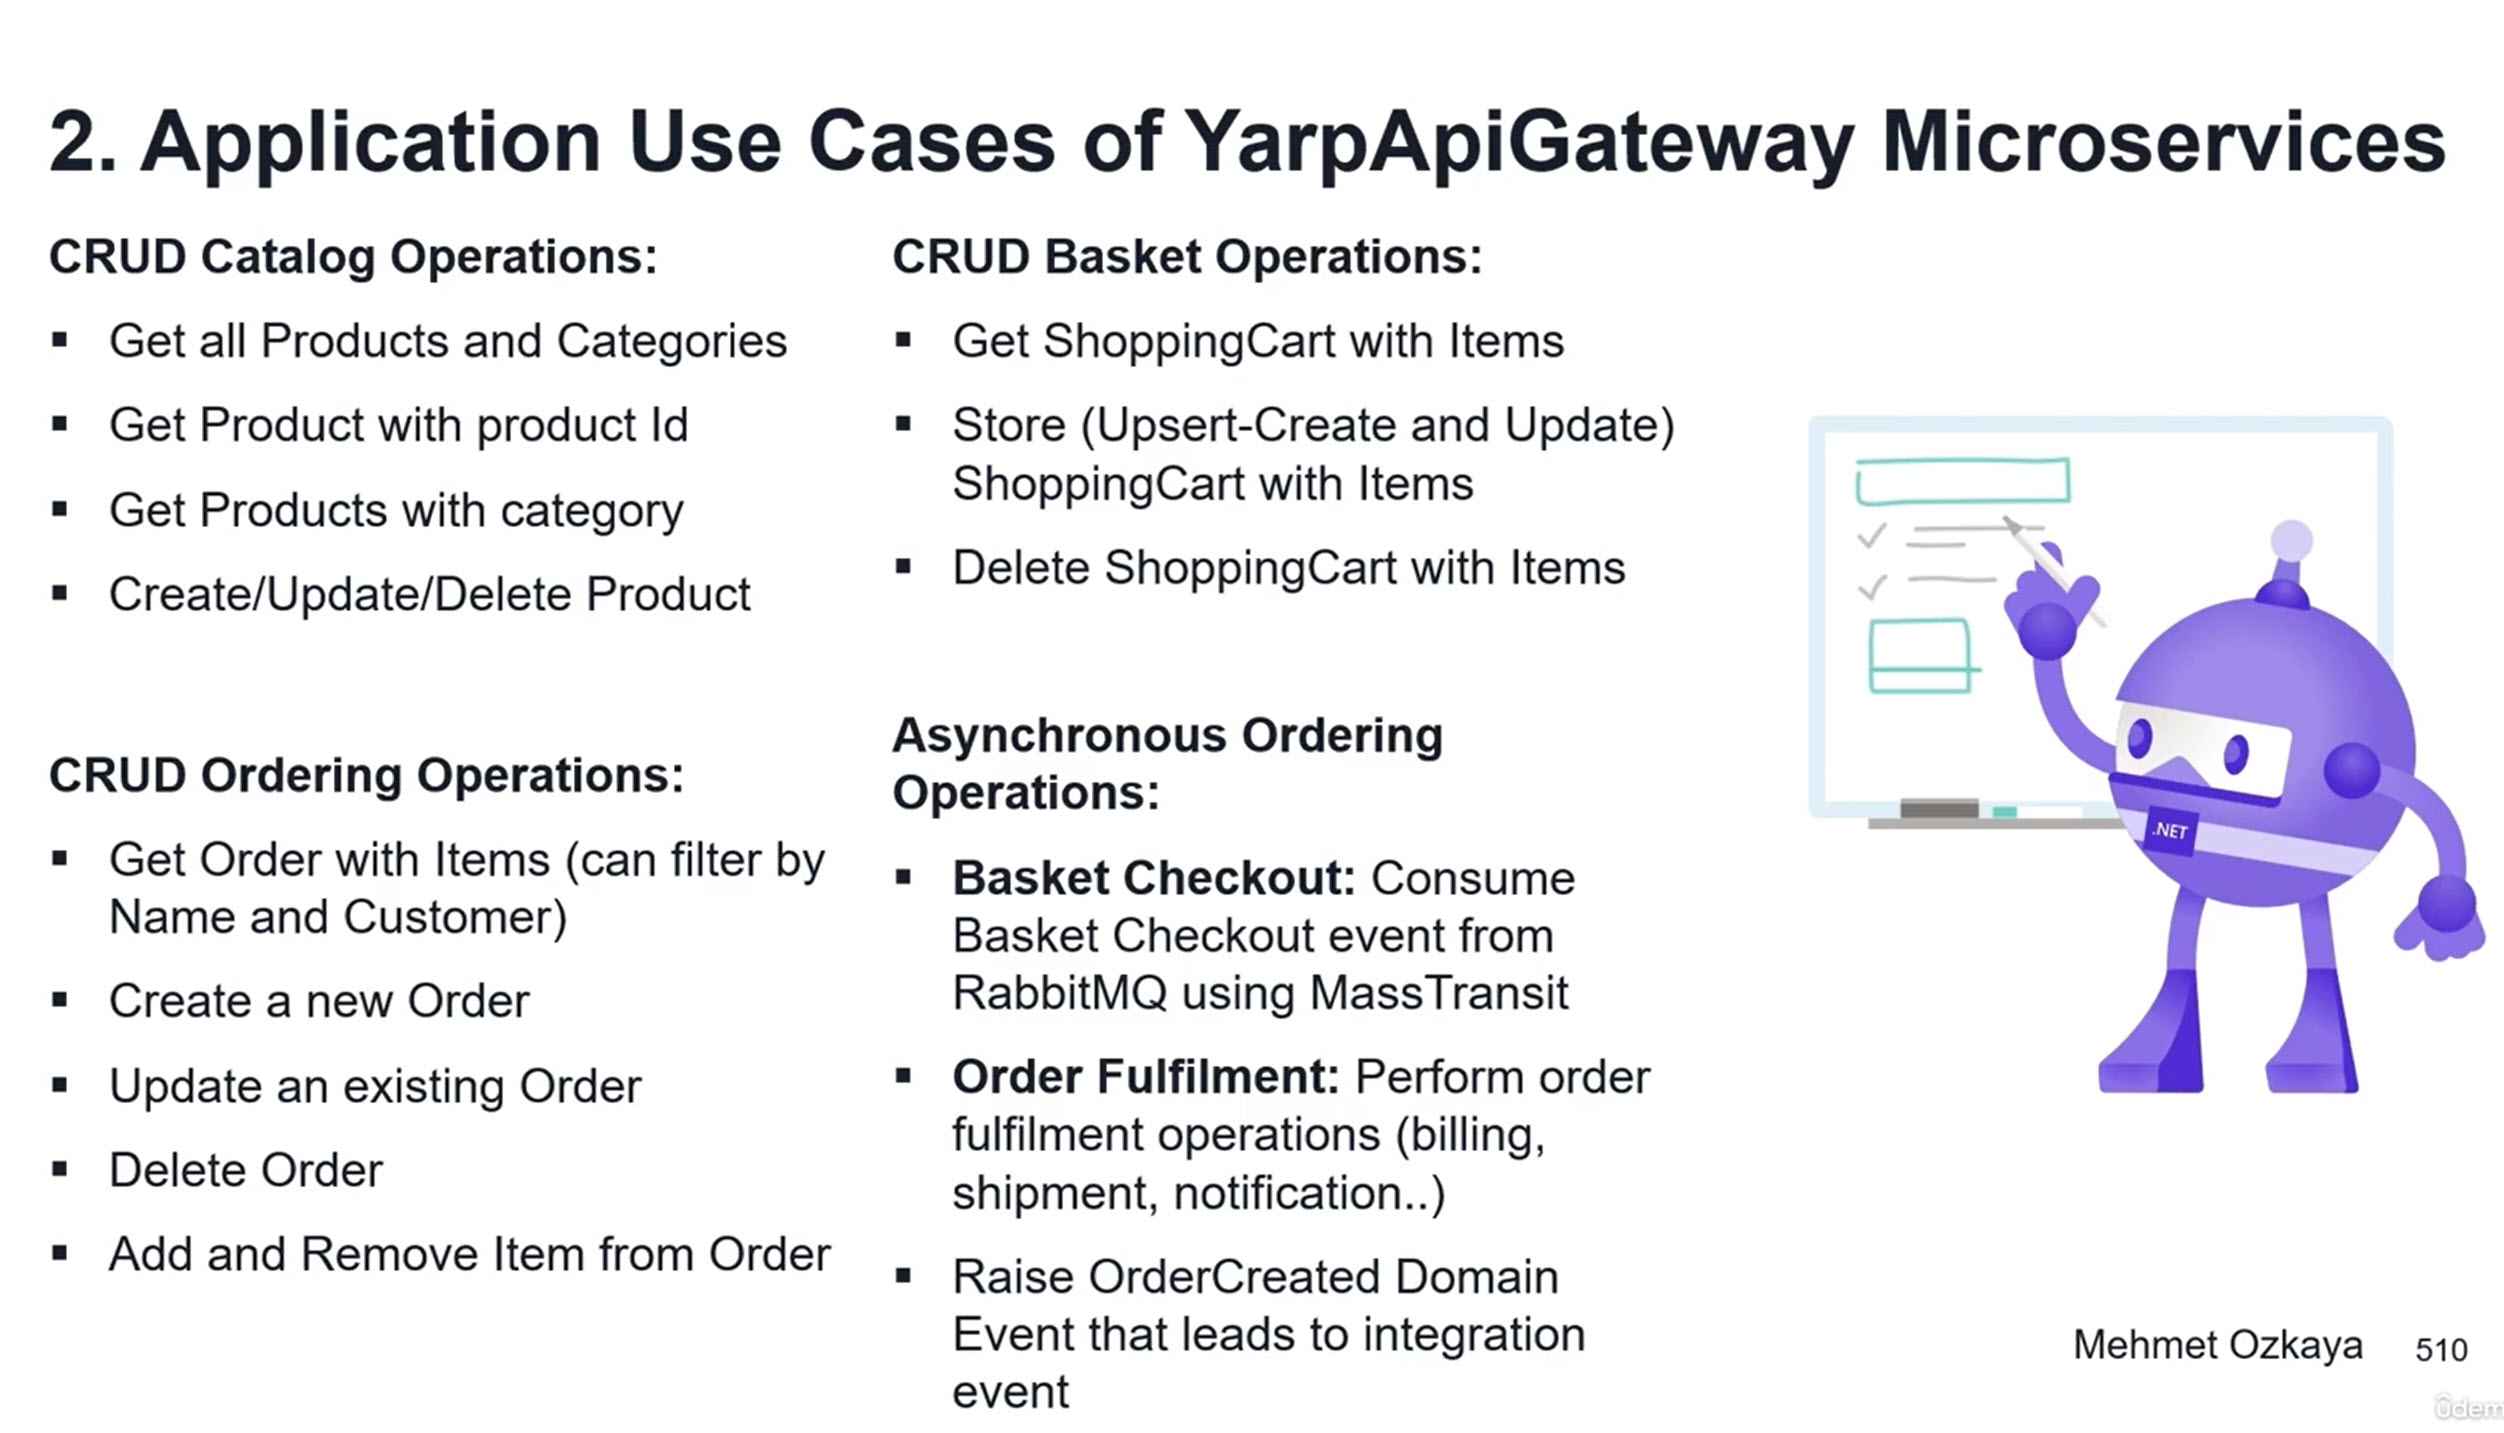 2. Application Use Cases of YarpApiGateway Microservices
CRUD Catalog Operations:
▪ Get all Products and Categories
▪ Get Product with product Id
▪ Get Products with category
▪ Create/Update/Delete Product
CRUD Ordering Operations:
▪ Get Order with Items (can filter by
Name and Customer)
▪ Create a new Order
▪ Update an existing Order
▪ Delete Order
▪ Add and Remove Item from Order
CRUD Basket Operations:
▪ Get ShoppingCart with Items
▪ Store (Upsert-Create and Update)
ShoppingCart with Items
▪ Delete ShoppingCart with Items
Asynchronous Ordering
Operations:
▪ Basket Checkout: Consume
Basket Checkout event from
RabbitMQ using MassTransit
▪ Order Fulfilment: Perform order
fulfilment operations (billing,
shipment, notification..)
▪ Raise OrderCreated Domain
Event that leads to integration
event
.NET
Mehmet Ozkaya 510
ûdem